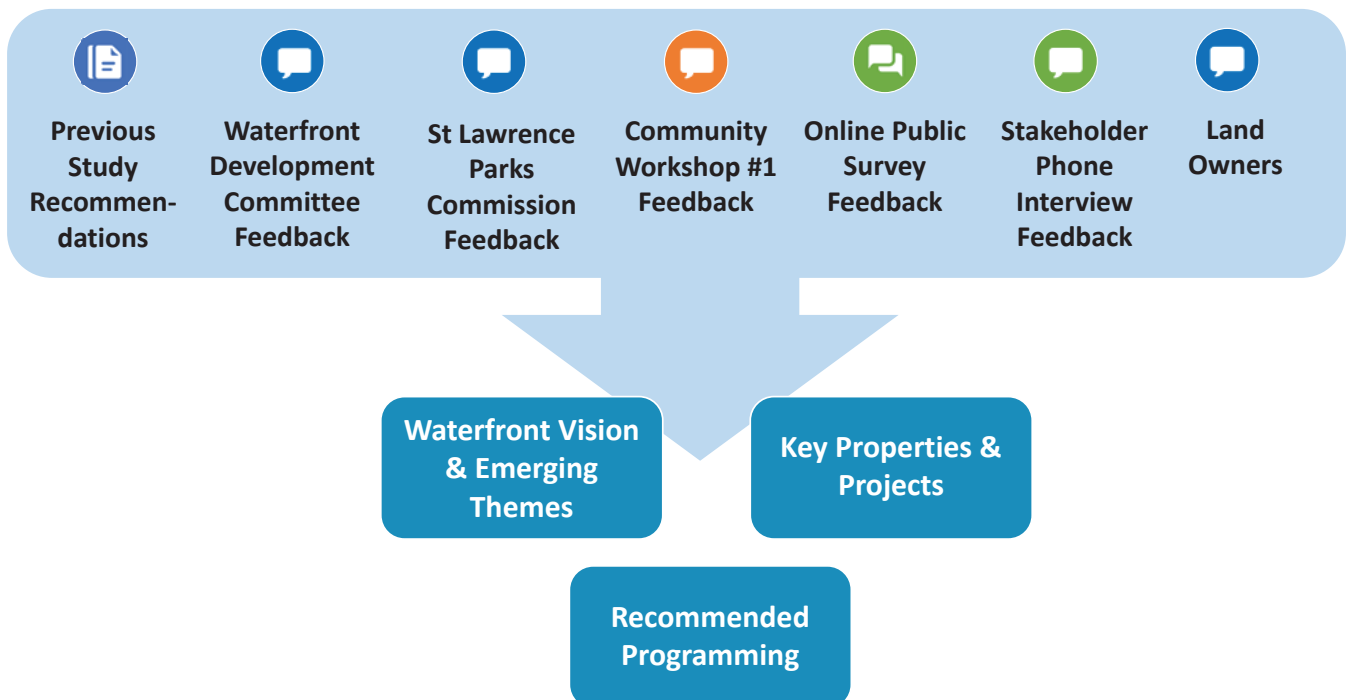 Previous
Study
Recommen-
dations
Waterfront
Development
Committee
Feedback
St Lawrence
Parks
Commission
Feedback
Community
Workshop #1
Feedback
Online Public
Survey
Feedback
Stakeholder
Phone
Interview
Feedback
Land
Owners
Waterfront Vision
& Emerging
Themes
Key Properties &
Projects
Recommended
Programming